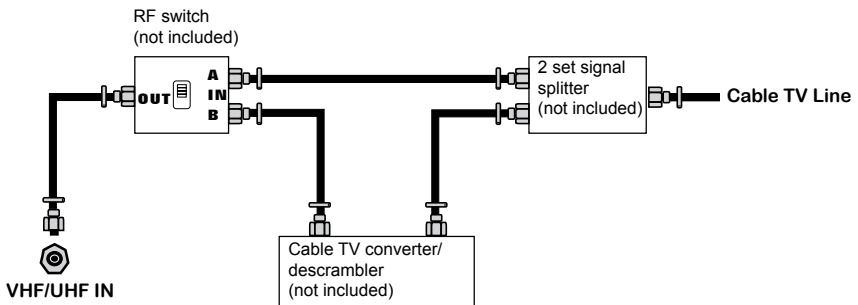 RF switch
(not included)
A
OUT
IN
B
2 set signal
splitter
(not included)
Cable TV Line
Cable TV converter/
descrambler
(not included)
VHF/UHF IN